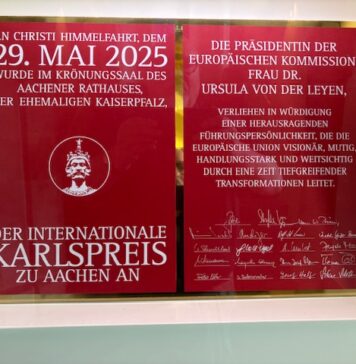 N CHRISTI HIMMELFAHRT, DEM
29. MAI 2025
WURDE IM KRÖNUNGSSAAL DES
AACHENER RATHAUSES,
ER EHEMALIGEN KAISERPFALZ,
DER INTERNATIONALE
KARLSPREIS
ZU AACHEN AN
DIE PRÄSIDENTIN DER
EUROPÄISCHEN KOMMISSION
FRAU DR.
URSULA VON DER LEYEN,
VERLIEHEN IN WÜRDIGUNG
EINER HERAUSRAGENDEN
FÜHRUNGSPERSÖNLICHKEIT, DIE DIE
EUROPÄISCHE UNION VISIONÄR, MUTIG,
HANDLUNGSSTARK UND WEITSICHTIG
DURCH EINE ZEIT TIEFGREIFENDER
TRANSFORMATIONEN LEITET.